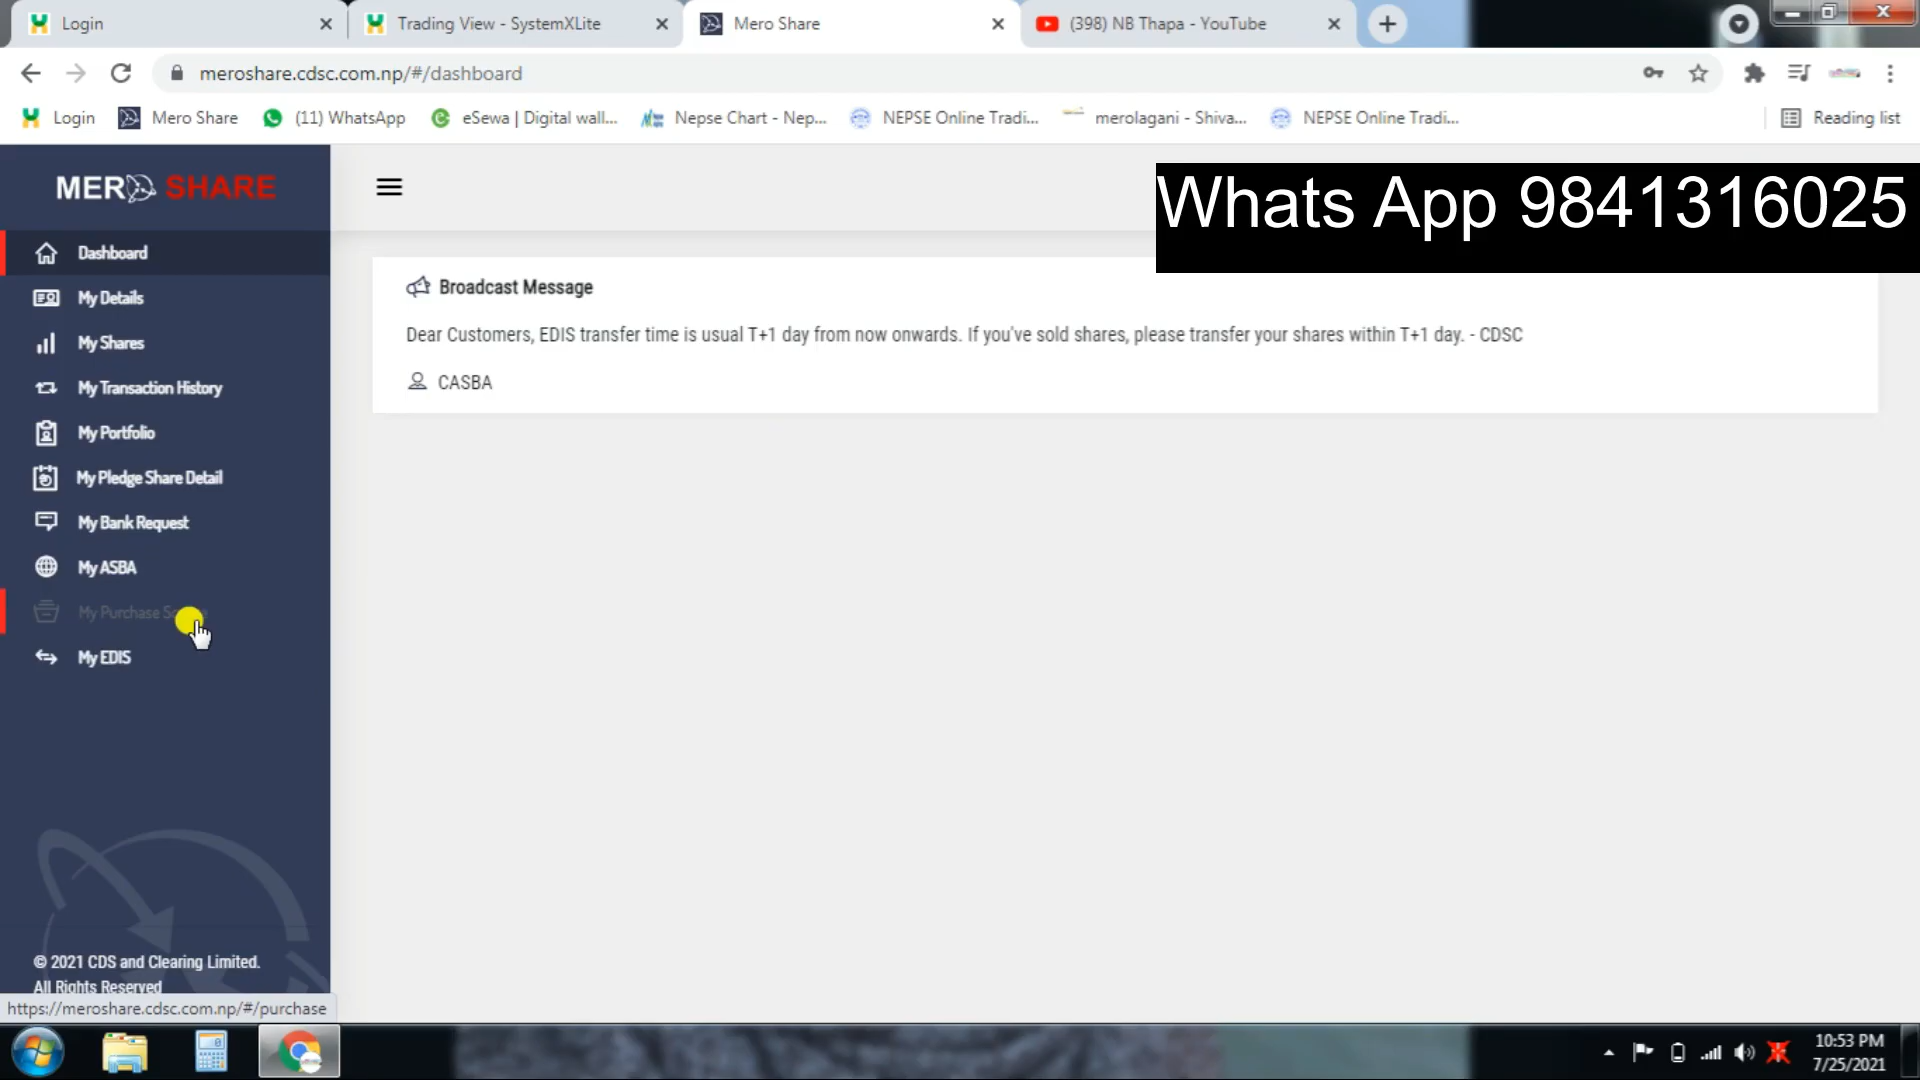 Login
Trading View - SystemXLite
Mero Share
(398) NB Thapa - YouTube
meroshare.cdsc.com.np/#/dashboard
Login
Mero Share
(11) WhatsApp
eSewa | Digital wall...
Nepse Chart - Nep...
NEPSE Online Tradi...
merolagani - Shiva...
NEPSE Online Tradi...
Reading list
MERO SHARE
Whats App 9841316025
Dashboard
My Details
My Shares
My Transaction History
My Portfolio
My Pledge Share Detail
My Bank Request
My ASBA
My Purchase
My EDIS
Broadcast Message
Dear Customers, EDIS transfer time is usual T+1 day from now onwards. If you've sold shares, please transfer your shares within T+1 day. - CDSC
CASBA
© 2021 CDS and Clearing Limited.
All Rights Reserved
https://meroshare.cdsc.com.np/#/purchase
10:53 PM
7/25/2021